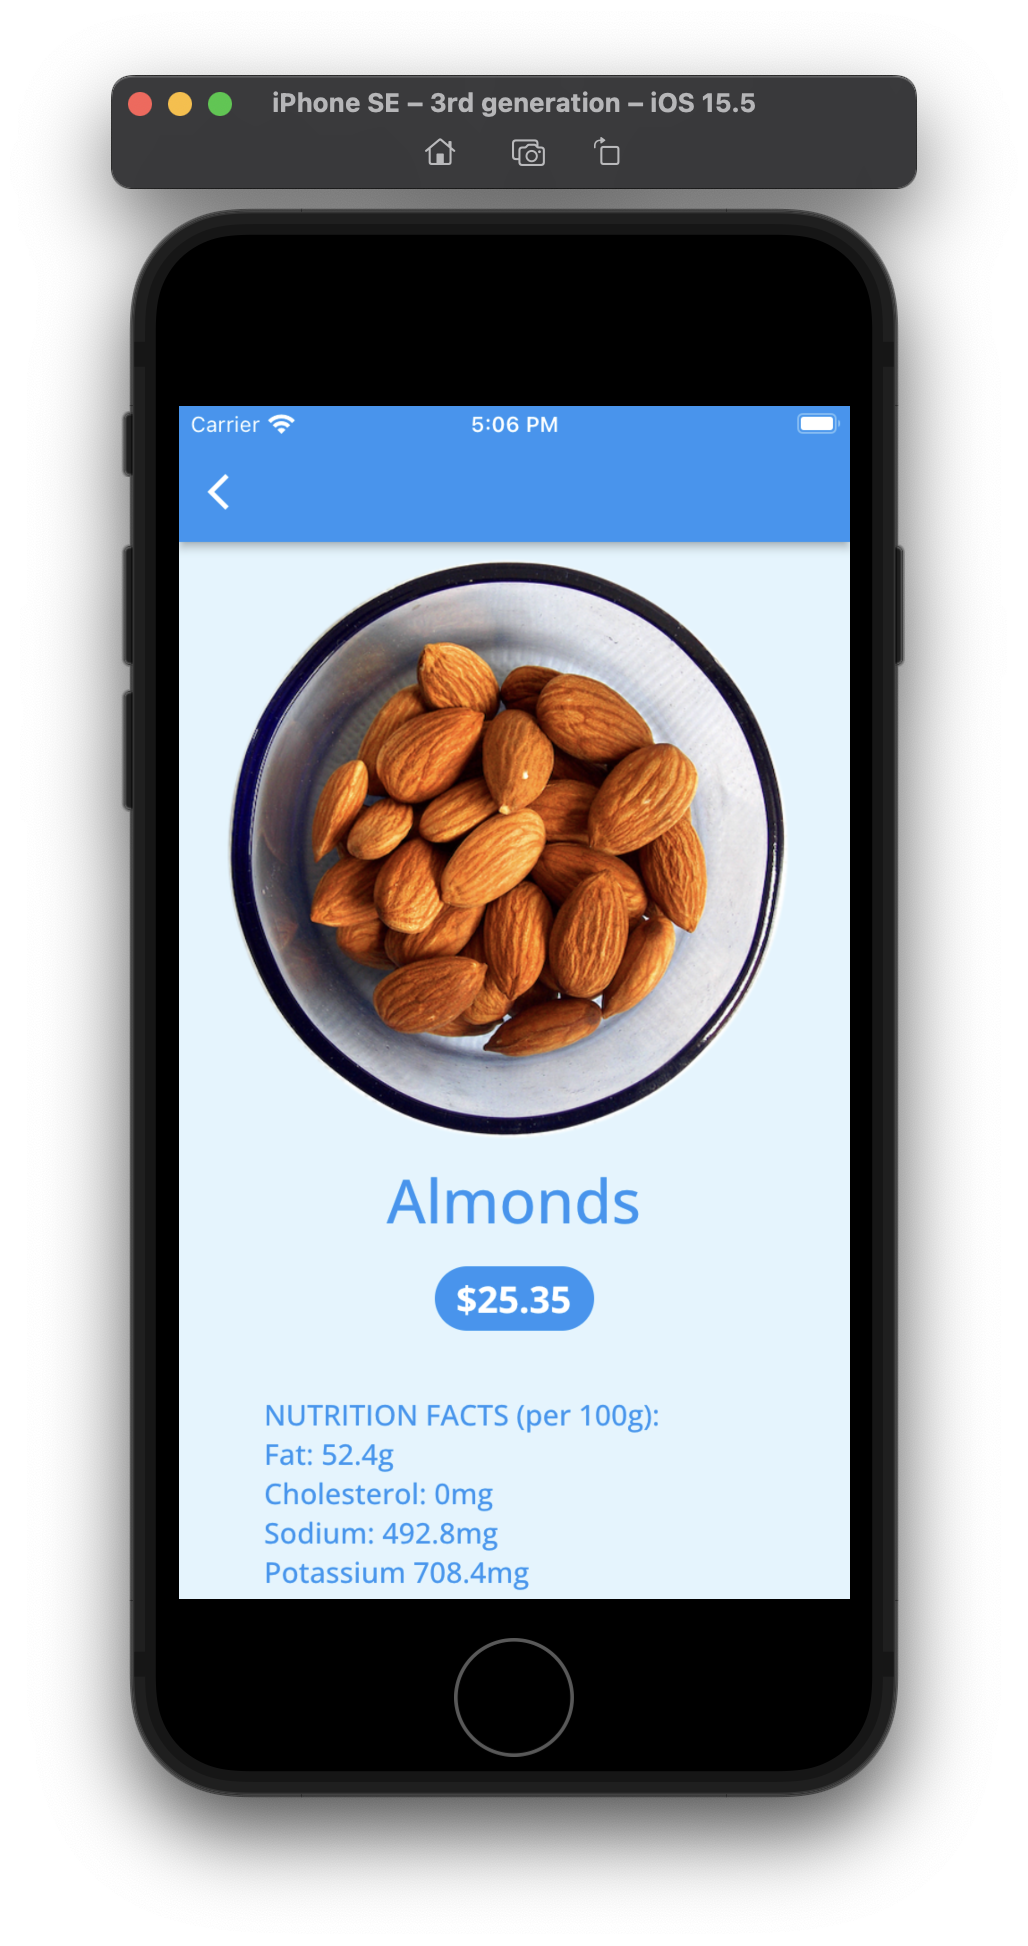 iPhone SE – 3rd generation – iOS 15.5
Carrier 5:06 PM
Almonds
$25.35
NUTRITION FACTS (per 100g):
Fat: 52.4g
Cholesterol: 0mg
Sodium: 492.8mg
Potassium 708.4mg